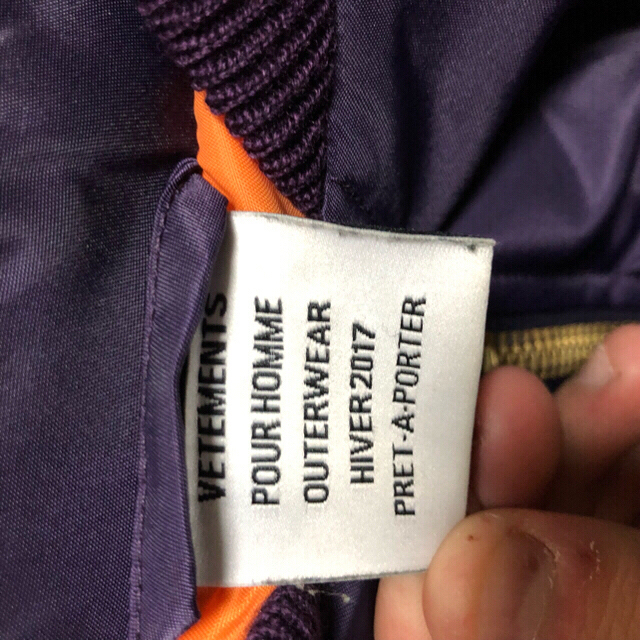 VETEMENTS
POUR HOMME
OUTERWEAR
HIVER 2017
PRET-A-PORTER